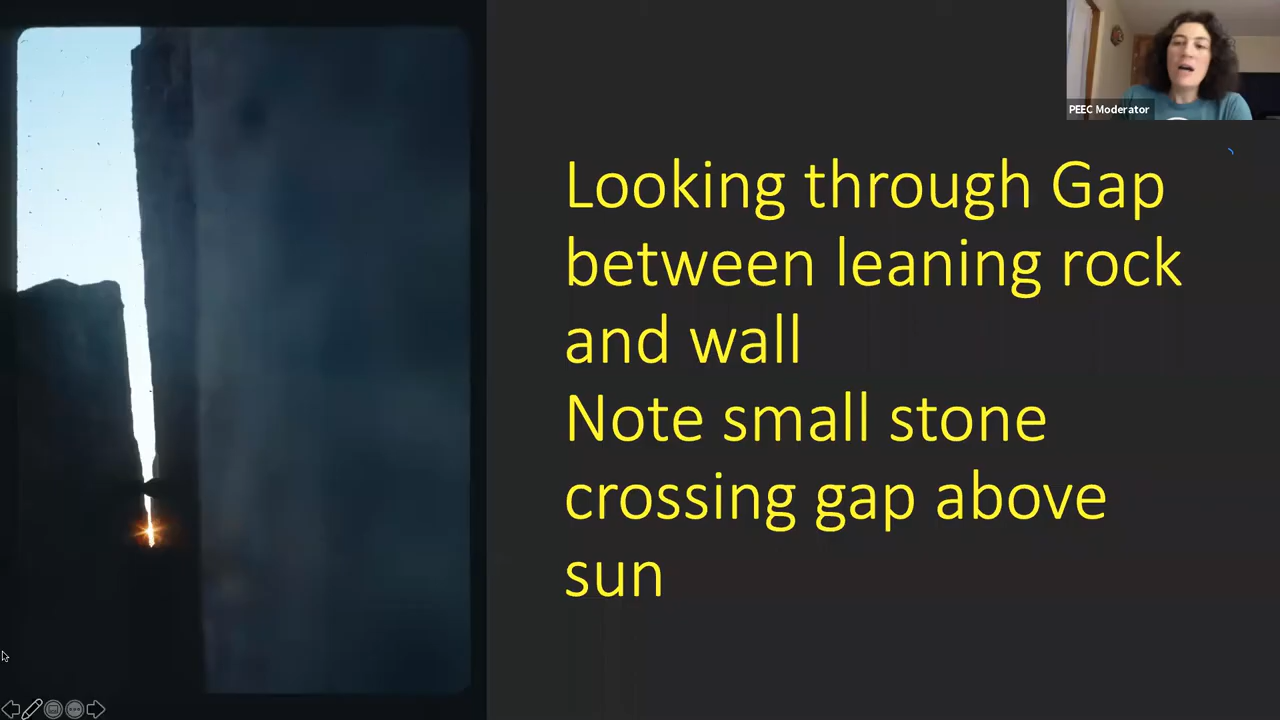 PEEC Moderator
Looking through Gap
between leaning rock
and wall
Note small stone
crossing gap above
sun